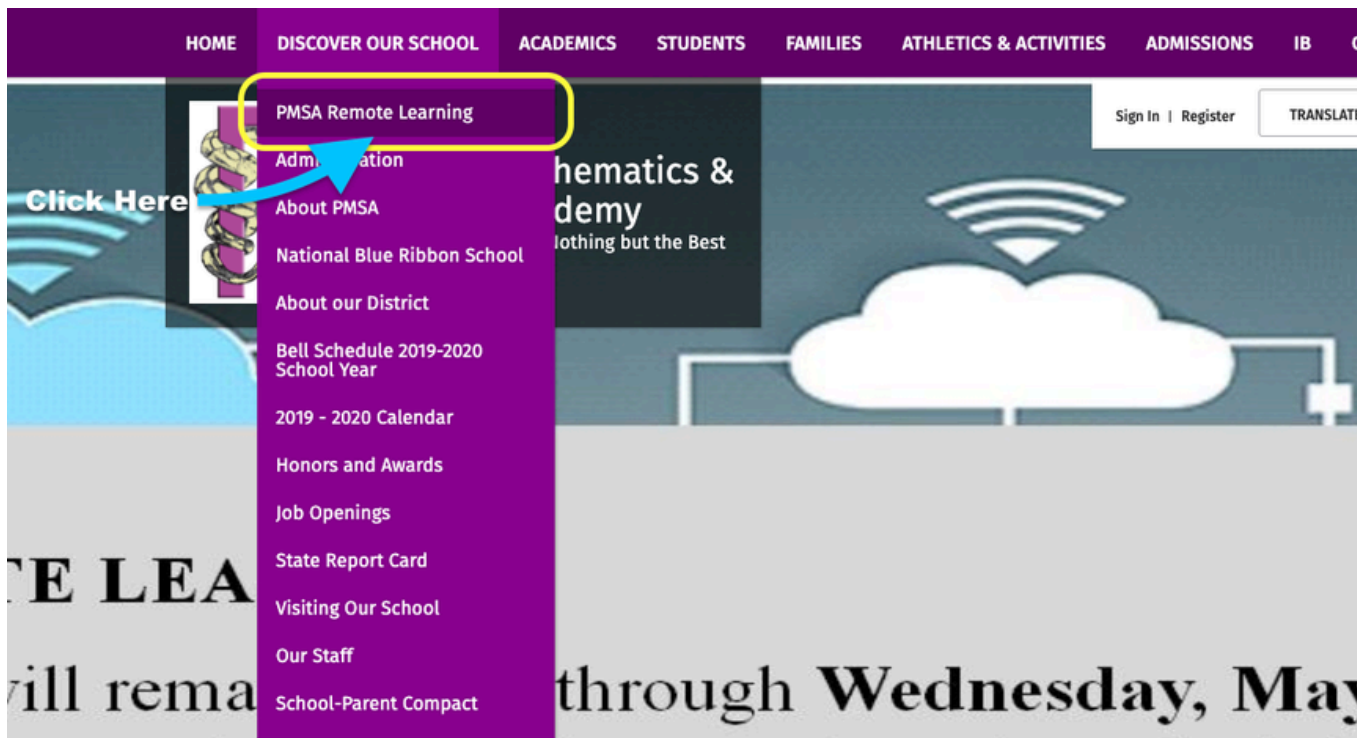 HOME DISCOVER OUR SCHOOL ACADEMICS STUDENTS FAMILIES ATHLETICS & ACTIVITIES ADMISSIONS IB
PMSA Remote Learning
Sign In | Register
Click Here
hematics &
demy
Nothing but the Best
About PMSA
National Blue Ribbon School
About our District
Bell Schedule 2019-2020
School Year
2019 - 2020 Calendar
Honors and Awards
Job Openings
State Report Card
Visiting Our School
Our Staff
School-Parent Compact
TE LEA
will rema through Wednesday, May